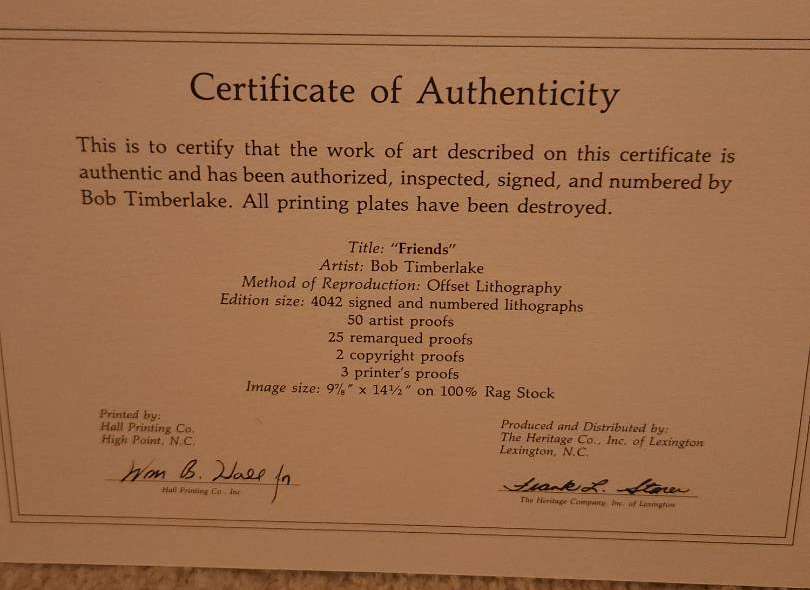 Certificate of Authenticity
This is to certify that the work of art described on this certificate is
authentic and has been authorized, inspected, signed, and numbered by
Bob Timberlake. All printing plates have been destroyed.
Title: "Friends"
Artist: Bob Timberlake
Method of Reproduction: Offset Lithography
Edition size: 4042 signed and numbered lithographs
50 artist proofs
25 remarqued proofs
2 copyright proofs
3 printer's proofs
Image size: 9⅞" x 14½" on 100% Rag Stock
Printed by:
Hall Printing Co.
High Point, N.C.
Wm B. Hall Jr
Hall Printing Co., Inc
Produced and Distributed by:
The Heritage Co., Inc. of Lexington
Lexington, N.C.
Frank L.
The Heritage Company, Inc. of Lexington